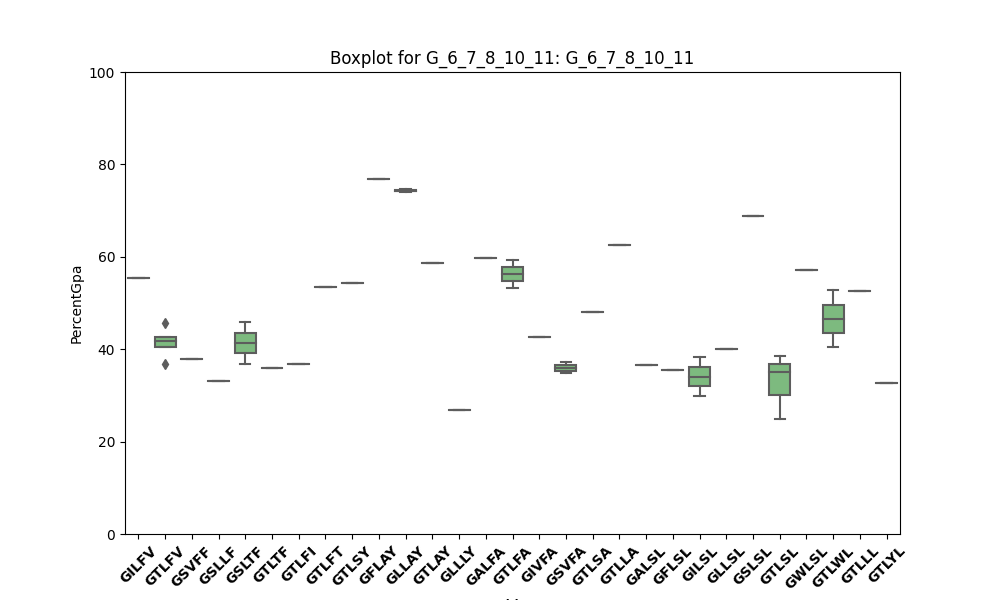 Boxplot for G_6_7_8_10_11: G_6_7_8_10_11
100
80
60
40
20
0
PercentGpa
GILFV GTLFV GSVFF GSLLF GSLTF GTLTF GTLFI GTLFT GTLSY GFLAY GLLAY GTLAY GLLLY GALFA GTLFA GIVFA GSVFA GTLSA GTLLA GALSL GFLSL GILSL GLLSL GSLSL GTLSL GWLSL GTLWL GTLLL GTLYL